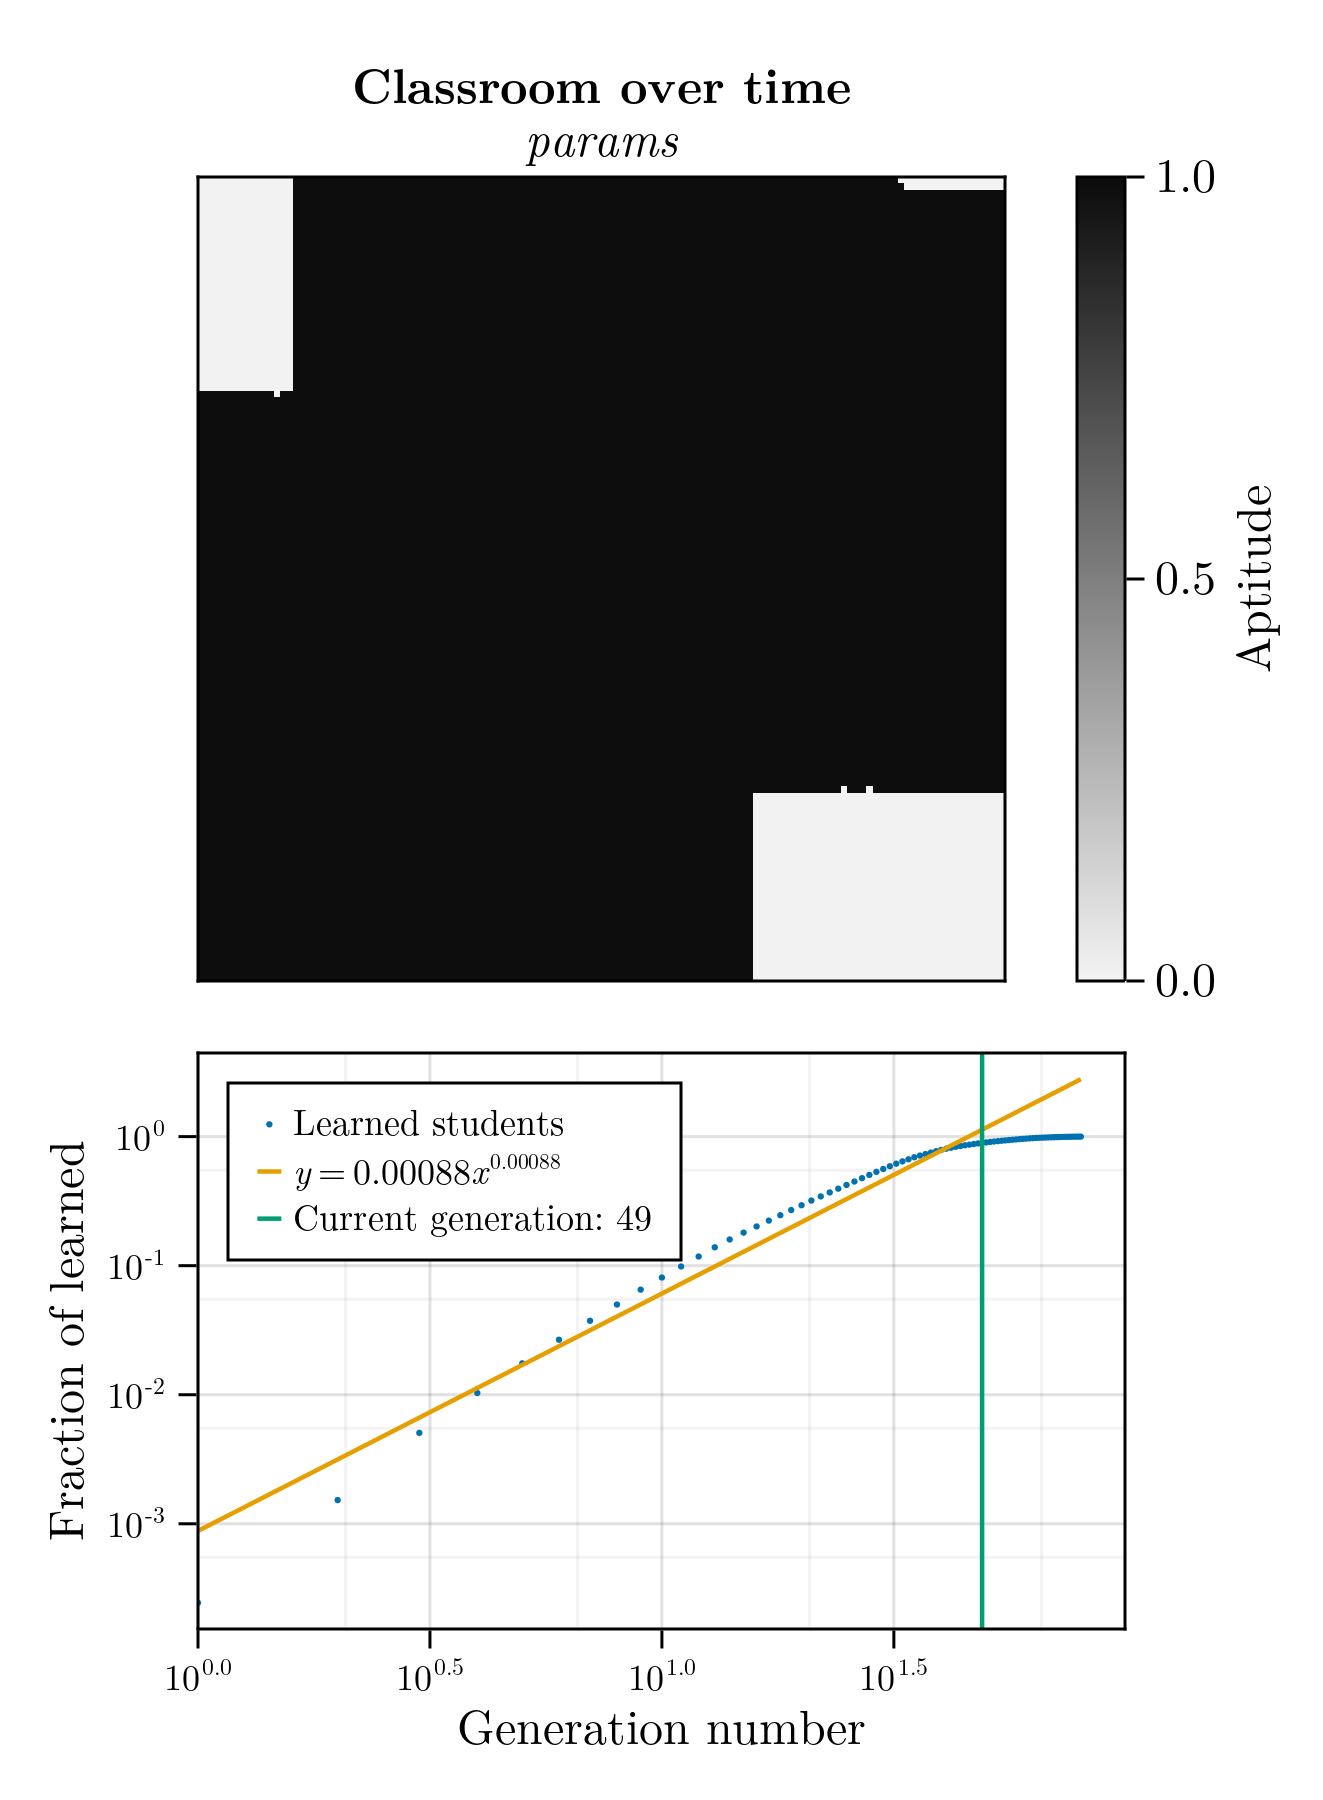 Classroom over time
params
1.0
0.5
0.0
Aptitude
Learned students
y = 0.00088x^0.00088
Current generation: 49
10^0
10^-1
10^-2
10^-3
Fraction of learned
10^0.0 10^0.5 10^1.0 10^1.5
Generation number